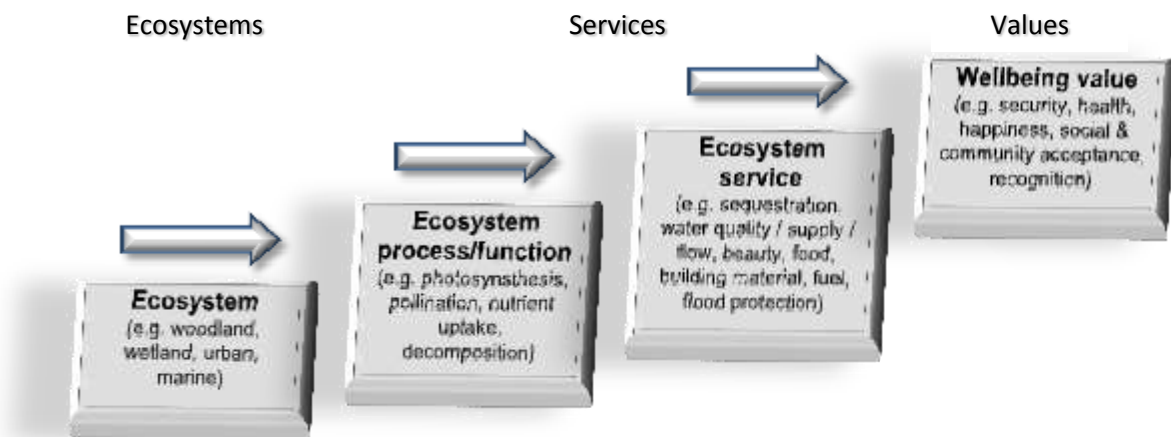 Ecosystems
Services
Values
Ecosystem
(e.g. woodland,
wetland, urban,
marine)
Ecosystem
process/function
(e.g. photosynsthesis,
pollination, nutrient
uptake,
decomposition)
Ecosystem
service
(e.g. sequestration,
water quality / supply /
flow, beauty, food,
building material, fuel,
flood protection)
Wellbeing value
(e.g. security, health,
happiness, social &
community acceptance,
recognition)